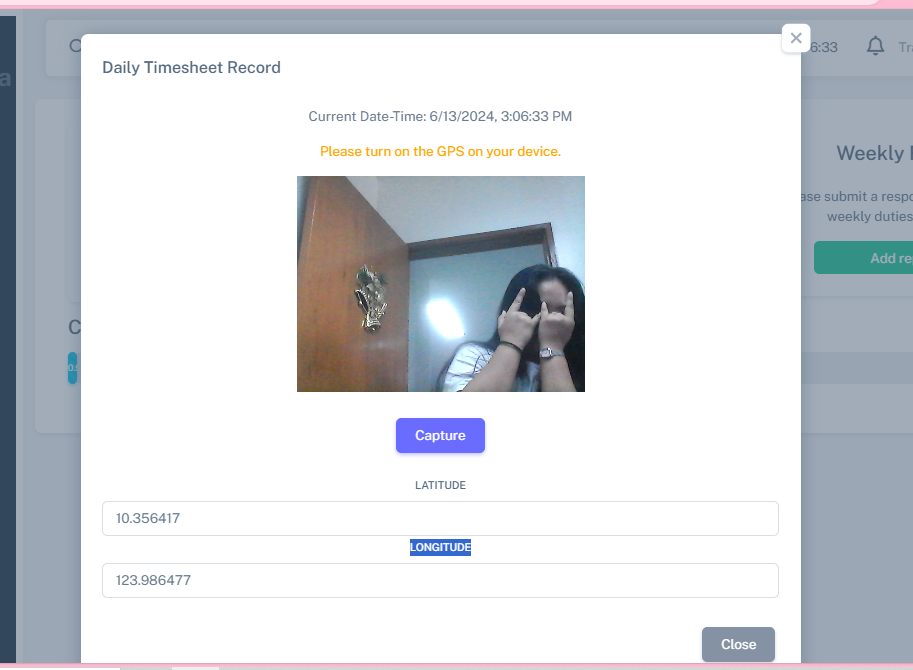 a
6:33
Tr
Daily Timesheet Record
Current Date-Time: 6/13/2024, 3:06:33 PM
Please turn on the GPS on your device.
Weekly
ase submit a respo
weekly duties
Add re
Capture
C
LATITUDE
10.356417
LONGITUDE
123.986477
Close